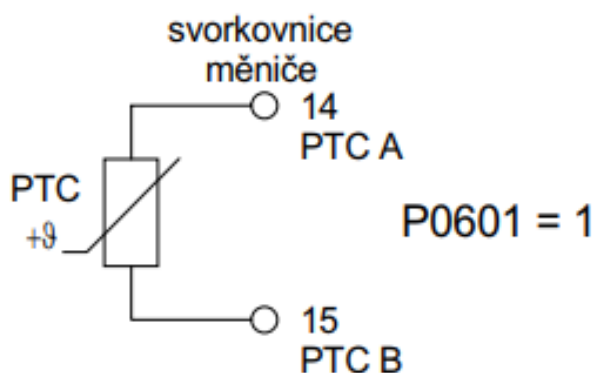 svorkovnice
měniče
14
PTC A
PTC
+ϑ
P0601 = 1
15
PTC B